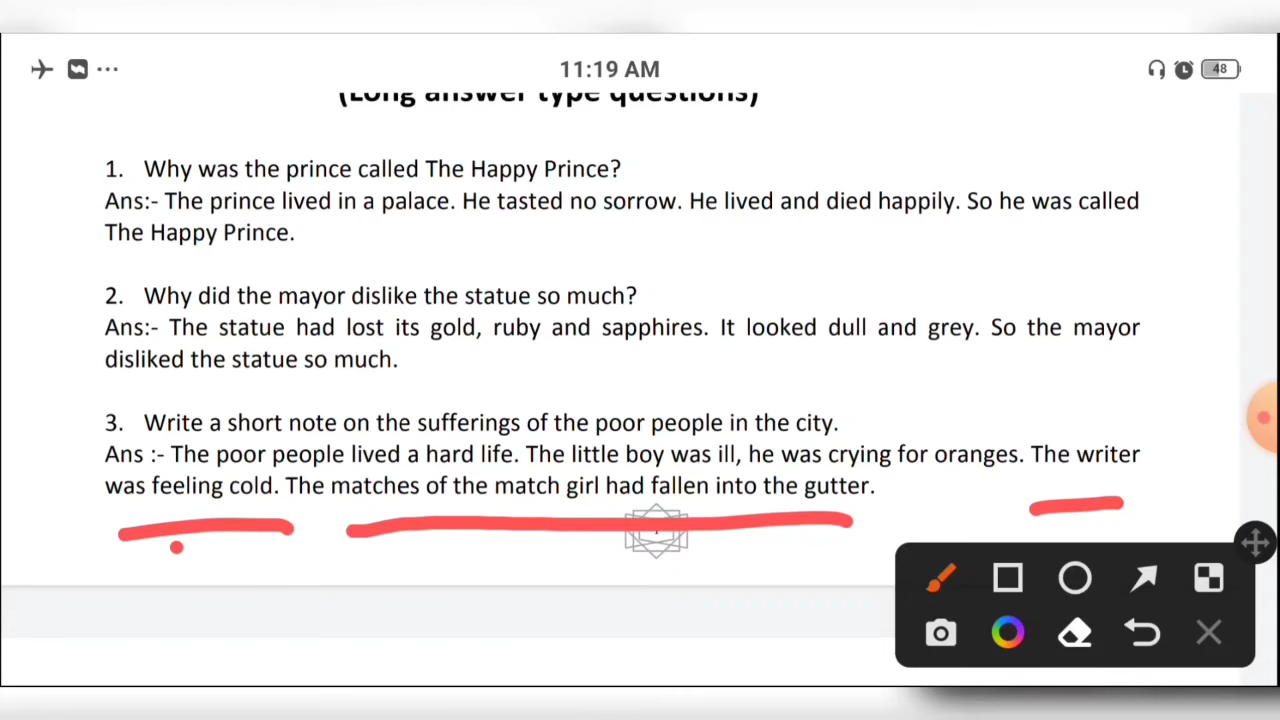 11:19 AM
48
(Long answer type questions)
1. Why was the prince called The Happy Prince?
Ans:- The prince lived in a palace. He tasted no sorrow. He lived and died happily. So he was called
The Happy Prince.
2. Why did the mayor dislike the statue so much?
Ans:- The statue had lost its gold, ruby and sapphires. It looked dull and grey. So the mayor
disliked the statue so much.
3. Write a short note on the sufferings of the poor people in the city.
Ans :- The poor people lived a hard life. The little boy was ill, he was crying for oranges. The writer
was feeling cold. The matches of the match girl had fallen into the gutter.